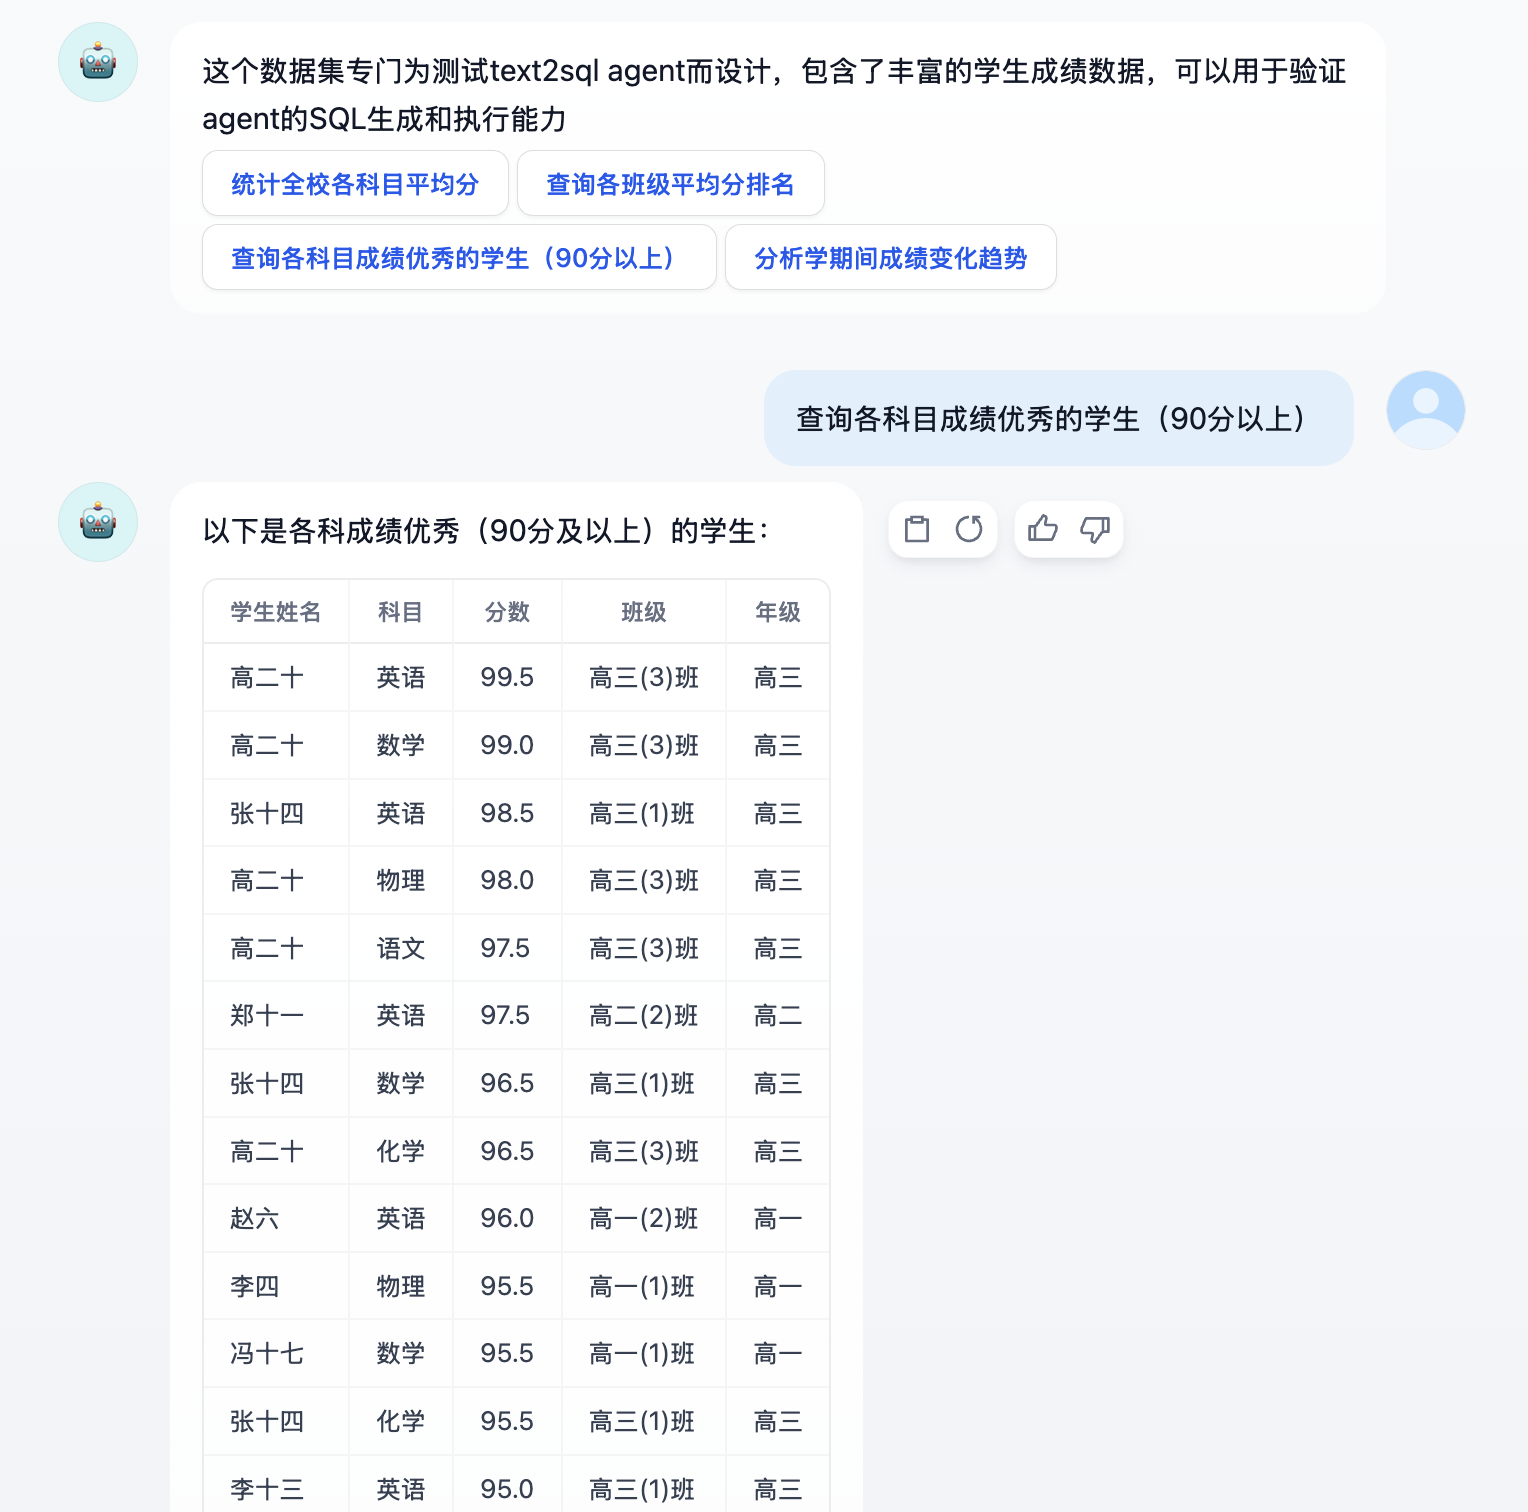 这个数据集专门为测试text2sql agent而设计，包含了丰富的学生成绩数据，可以用于验证
agent的SQL生成和执行能力
统计全校各科目平均分 查询各班级平均分排名
查询各科目成绩优秀的学生（90分以上） 分析学期间成绩变化趋势
查询各科目成绩优秀的学生（90分以上）
以下是各科成绩优秀（90分及以上）的学生：
学生姓名 科目 分数 班级 年级
高二十 英语 99.5 高三(3)班 高三
高二十 数学 99.0 高三(3)班 高三
张十四 英语 98.5 高三(1)班 高三
高二十 物理 98.0 高三(3)班 高三
高二十 语文 97.5 高三(3)班 高三
郑十一 英语 97.5 高二(2)班 高二
张十四 数学 96.5 高三(1)班 高三
高二十 化学 96.5 高三(3)班 高三
赵六 英语 96.0 高一(2)班 高一
李四 物理 95.5 高一(1)班 高一
冯十七 数学 95.5 高一(1)班 高一
张十四 化学 95.5 高三(1)班 高三
李十三 英语 95.0 高三(1)班 高三